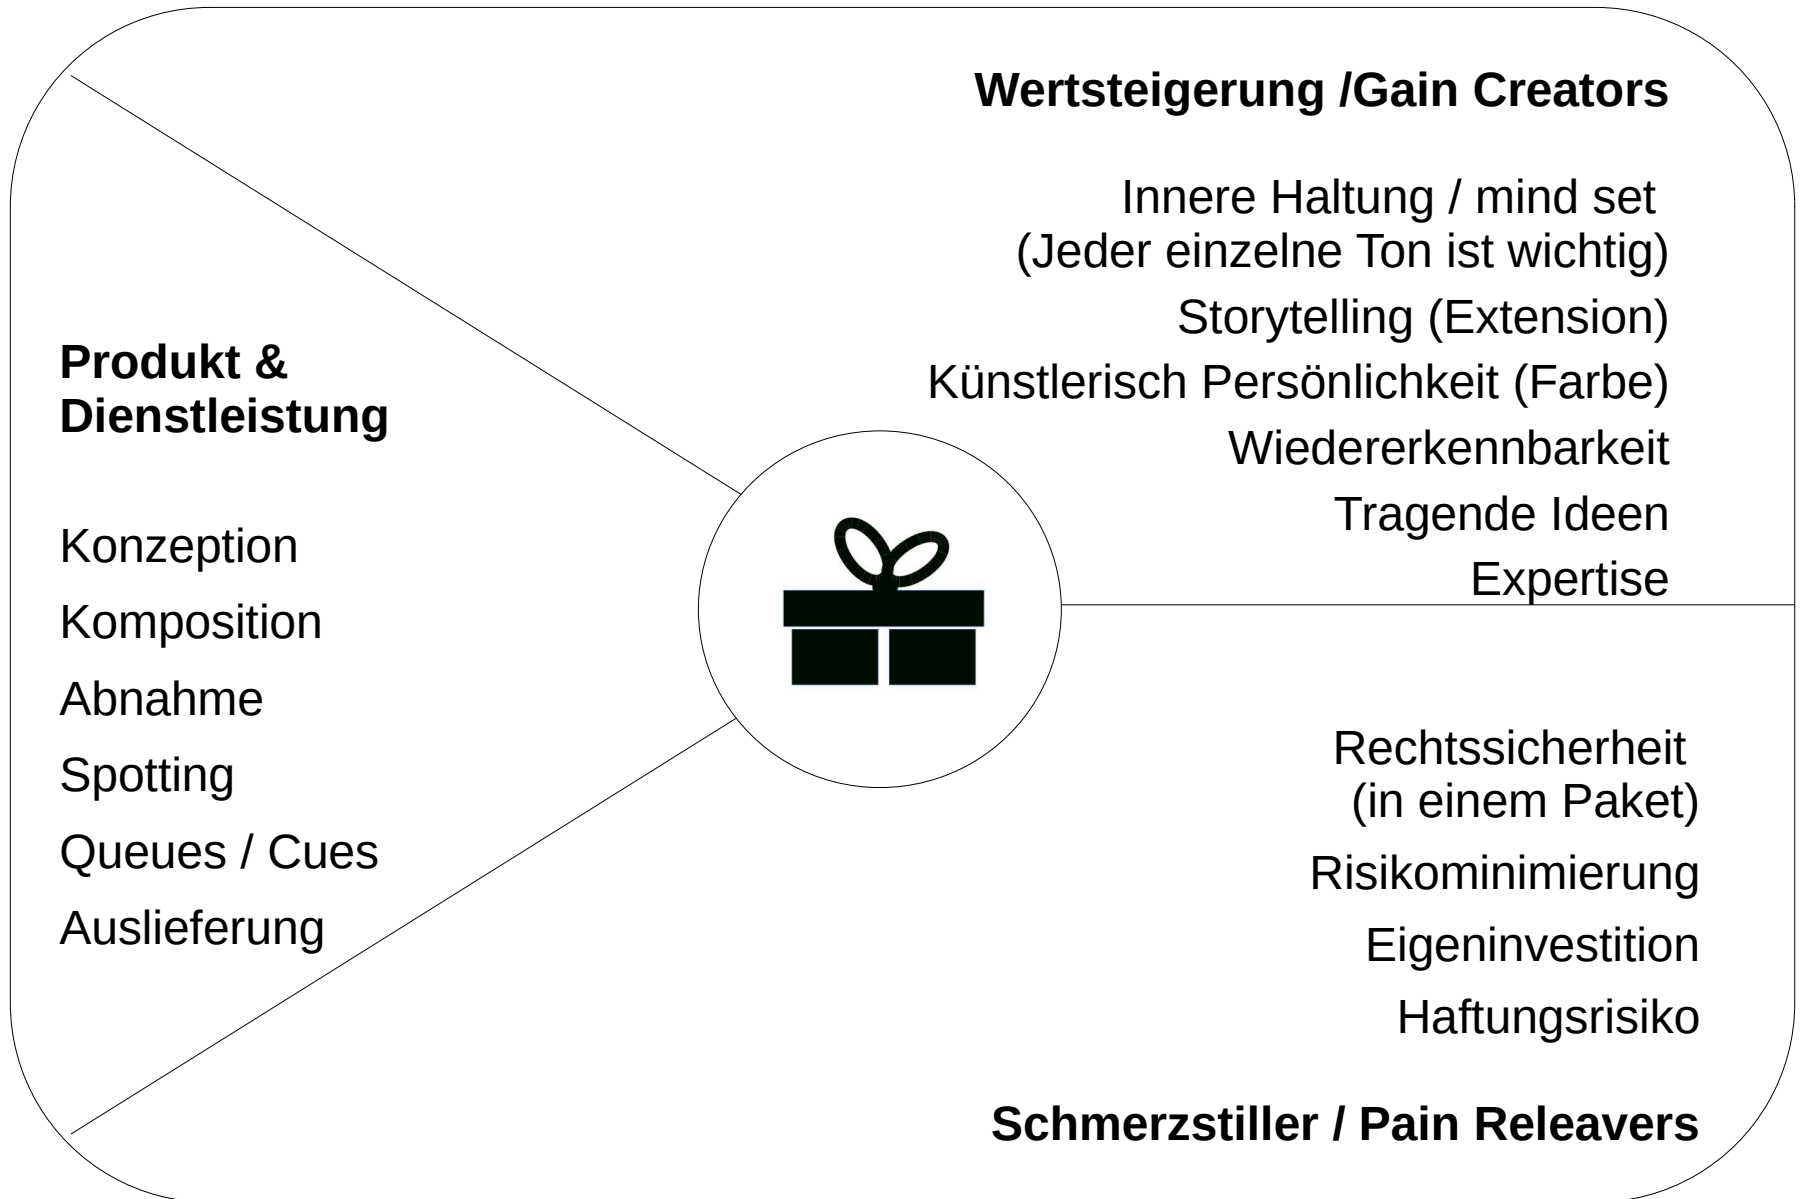 Produkt &
Dienstleistung
Konzeption
Komposition
Abnahme
Spotting
Queues / Cues
Auslieferung
Wertsteigerung /Gain Creators
Innere Haltung / mind set
(Jeder einzelne Ton ist wichtig)
Storytelling (Extension)
Künstlerisch Persönlichkeit (Farbe)
Wiedererkennbarkeit
Tragende Ideen
Expertise
Rechtssicherheit
(in einem Paket)
Risikominimierung
Eigeninvestition
Haftungsrisiko
Schmerzstiller / Pain Releavers